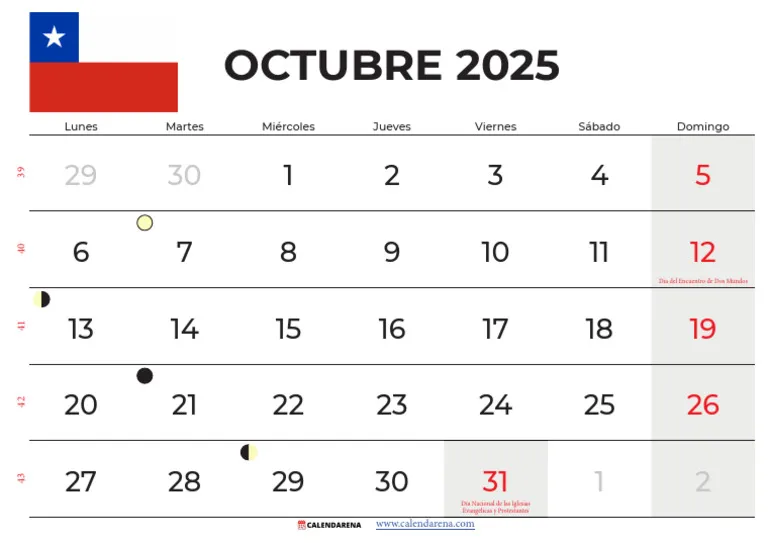 OCTUBRE 2025
Lunes Martes Miércoles Jueves Viernes Sábado Domingo
39 29 30 1 2 3 4 5
40 6 7 8 9 10 11 12
Dia del Encuentro de Dos Mundos
41 13 14 15 16 17 18 19
42 20 21 22 23 24 25 26
43 27 28 29 30 31 1 2
Dia Nacional de las Iglesias
Evangélicas y Protestantes
CALENDARENA www.calendarena.com